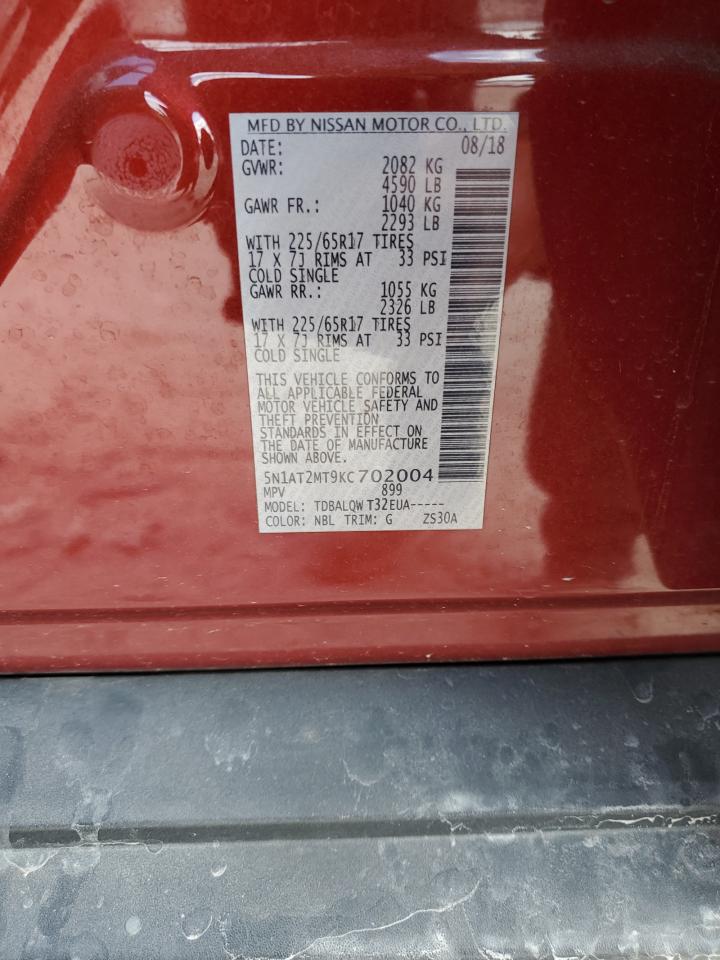 MFD BY NISSAN MOTOR CO., LTD.
DATE: 08/18
GVWR: 2082 KG
4590 LB
GAWR FR.: 1040 KG
2293 LB
WITH 225/65R17 TIRES
17 X 7J RIMS AT 33 PSI
COLD SINGLE
GAWR RR.: 1055 KG
2326 LB
WITH 225/65R17 TIRES
17 X 7J RIMS AT 33 PSI
COLD SINGLE
THIS VEHICLE CONFORMS TO
ALL APPLICABLE FEDERAL
MOTOR VEHICLE SAFETY AND
THEFT PREVENTION
STANDARDS IN EFFECT ON
THE DATE OF MANUFACTURE
SHOWN ABOVE.
5N1AT2MT9KC702004
MPV 899
MODEL: TDBALQW T32EUA-----
COLOR: NBL TRIM: G ZS30A